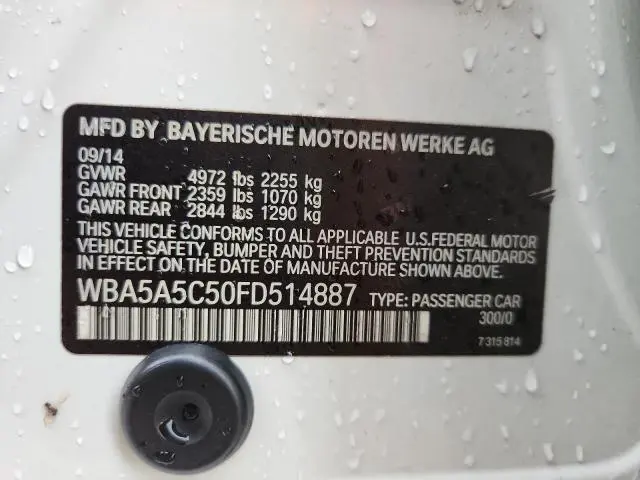 MFD BY BAYERISCHE MOTOREN WERKE AG
09/14
GVWR 4972 lbs 2255 kg
GAWR FRONT 2359 lbs 1070 kg
GAWR REAR 2844 lbs 1290 kg
THIS VEHICLE CONFORMS TO ALL APPLICABLE U.S.FEDERAL MOTOR
VEHICLE SAFETY, BUMPER AND THEFT PREVENTION STANDARDS
IN EFFECT ON THE DATE OF MANUFACTURE SHOWN ABOVE.
WBA5A5C50FD514887 TYPE: PASSENGER CAR
300/0
7 315 814